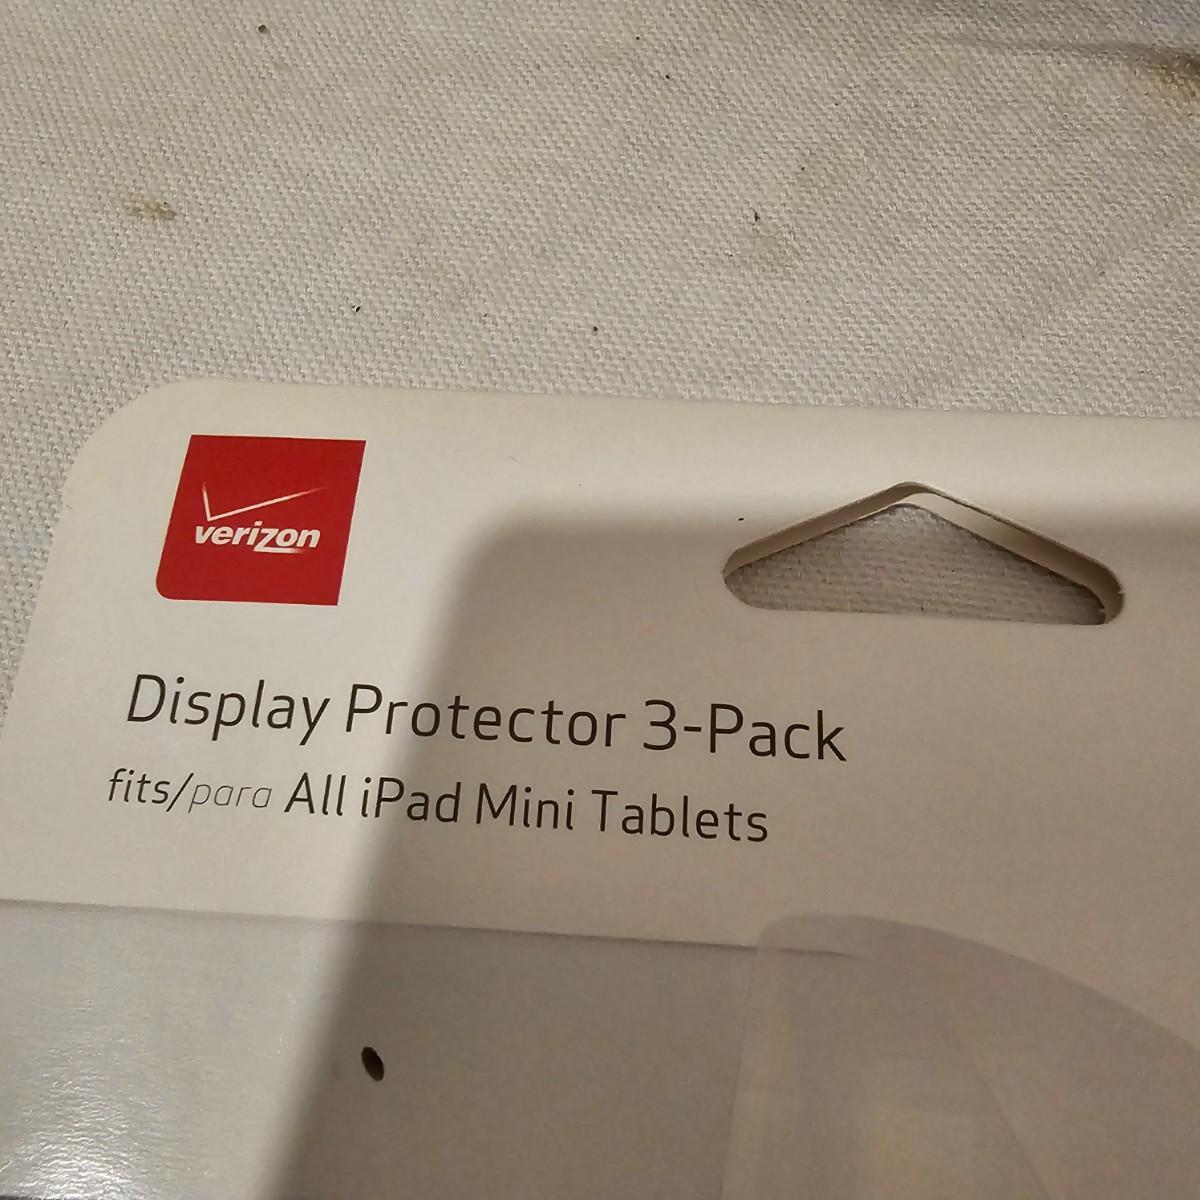 verizon
Display Protector 3-Pack
fits/para All iPad Mini Tablets